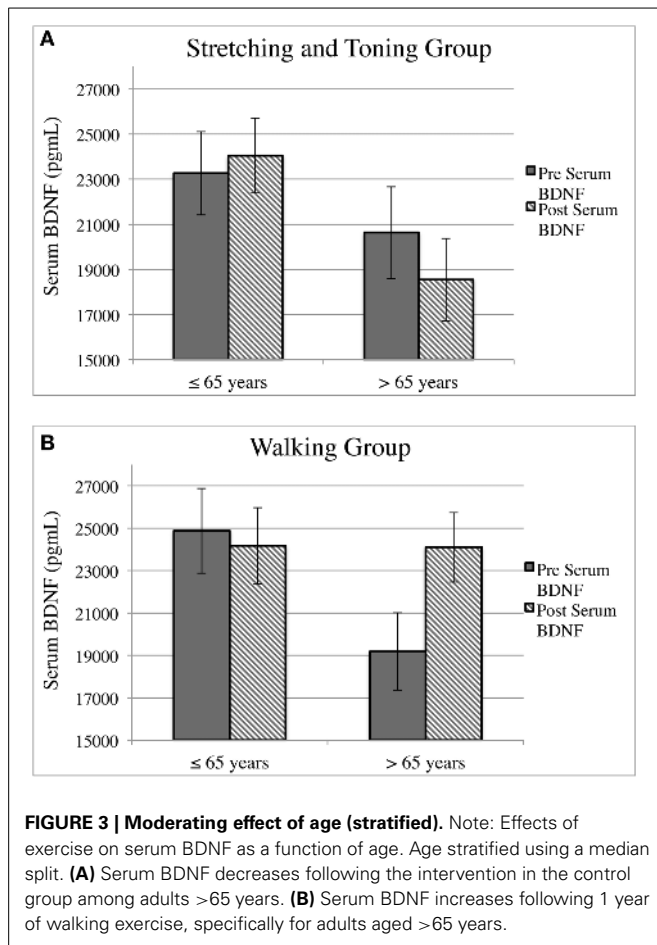 A
Stretching and Toning Group
Serum BDNF (pgmL)
27000
25000
23000
21000
19000
17000
15000
≤ 65 years
> 65 years
Pre Serum
BDNF
Post Serum
BDNF
B
Walking Group
Serum BDNF (pgmL)
27000
25000
23000
21000
19000
17000
15000
≤ 65 years
> 65 years
Pre Serum
BDNF
Post Serum
BDNF
FIGURE 3 | Moderating effect of age (stratified). Note: Effects of
exercise on serum BDNF as a function of age. Age stratified using a median
split. (A) Serum BDNF decreases following the intervention in the control
group among adults >65 years. (B) Serum BDNF increases following 1 year
of walking exercise, specifically for adults aged >65 years.